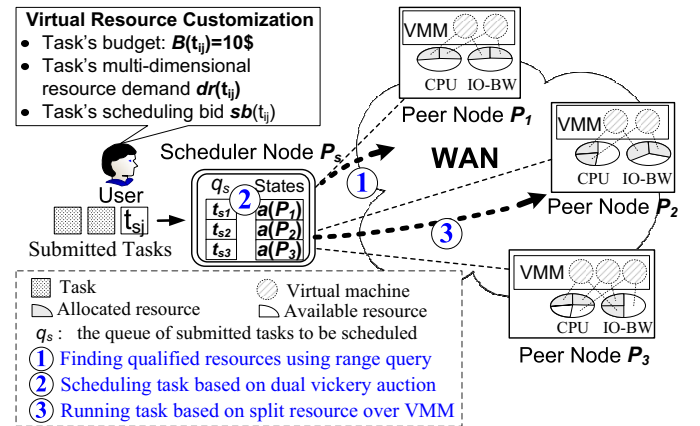 Virtual Resource Customization
• Task's budget: B(tij)=10$
• Task's multi-dimensional
resource demand dr(tij)
• Task's scheduling bid sb(tij)
User
tsj
Submitted Tasks
Scheduler Node Ps
qs States
2
ts1 a(P1)
ts2 a(P2)
ts3 a(P3)
1
3
WAN
VMM
CPU IO-BW
Peer Node P1
VMM
CPU IO-BW
Peer Node P2
VMM
CPU IO-BW
Peer Node P3
Task
Virtual machine
Allocated resource
Available resource
qs : the queue of submitted tasks to be scheduled
1 Finding qualified resources using range query
2 Scheduling task based on dual vickery auction
3 Running task based on split resource over VMM